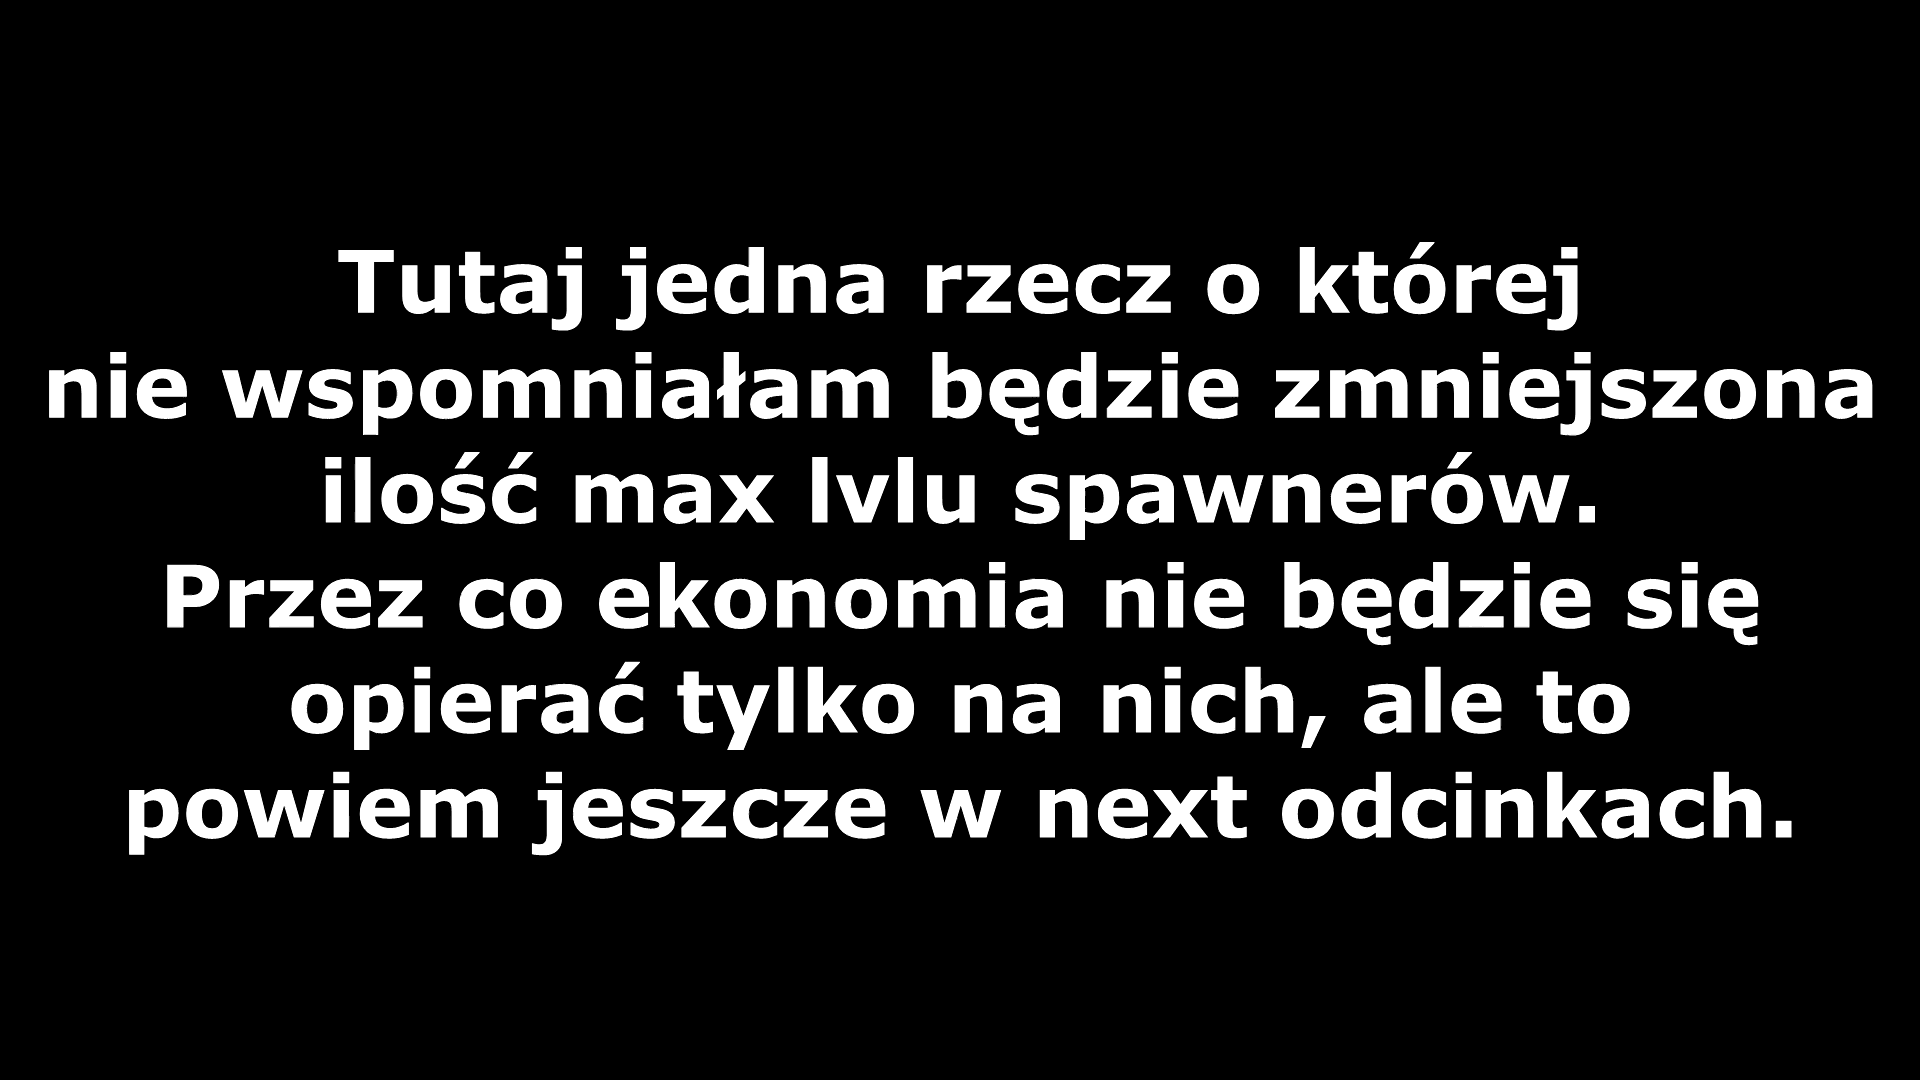 Tutaj jedna rzecz o której
nie wspomniałam będzie zmniejszona
ilość max lvlu spawnerów.
Przez co ekonomia nie będzie się
opierać tylko na nich, ale to
powiem jeszcze w next odcinkach.